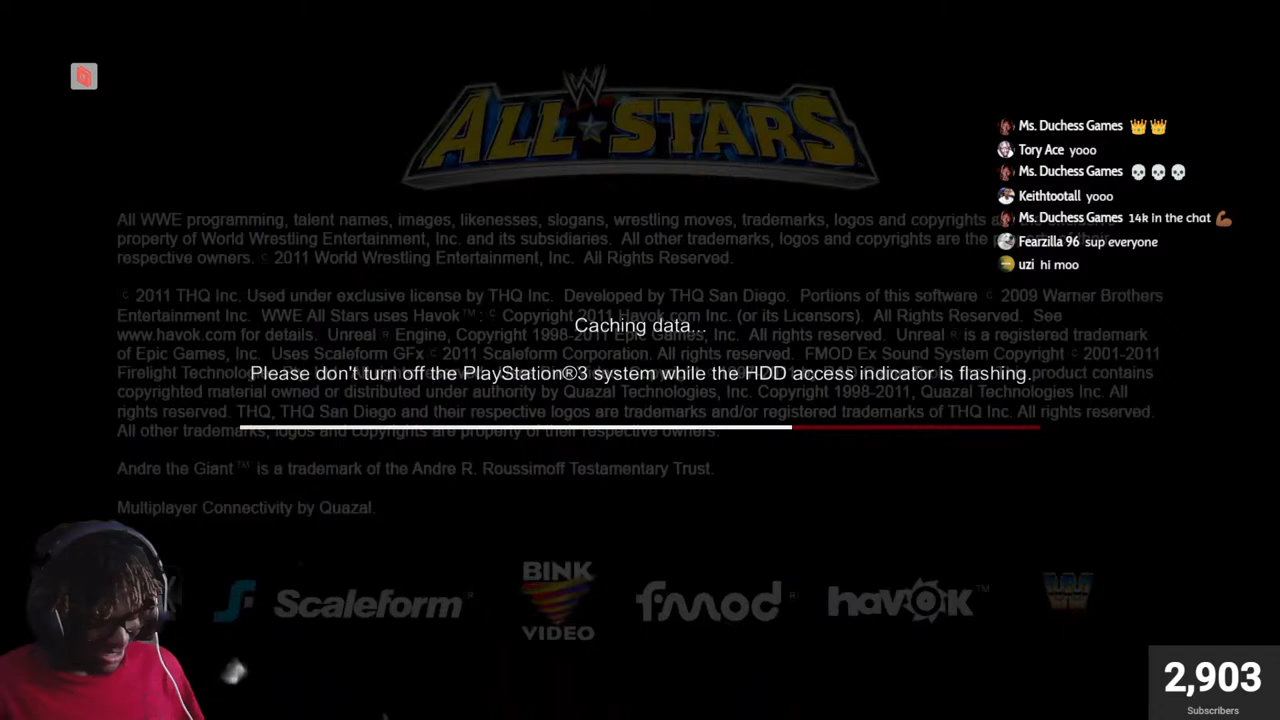 W
ALL STARS
Ms. Duchess Games 👑👑
Tory Ace yooo
Ms. Duchess Games 💀💀💀
Keithtootall yooo
Ms. Duchess Games 14k in the chat 💪🏾
Fearzilla 96 sup everyone
uzi hi moo
All WWE programming, talent names, images, likenesses, slogans, wrestling moves, trademarks, logos and copyrights
property of World Wrestling Entertainment, Inc. and its subsidiaries. All other trademarks, logos and copyrights are the
respective owners. © 2011 World Wrestling Entertainment, Inc. All Rights Reserved.
© 2011 THQ Inc. Used under exclusive license by THQ Inc. Developed by THQ San Diego. Portions of this software © 2009 Warner Brothers
Entertainment Inc. WWE All Stars uses Havok™: © Copyright 2011 Havok.com Inc. (or its Licensors). All Rights Reserved. See
www.havok.com for details. Unreal ® Engine, Copyright 1998-2011 Epic Games, Inc. All rights reserved. Unreal ® is a registered trademark
of Epic Games, Inc. Uses Scaleform GFx © 2011 Scaleform Corporation. All rights reserved. FMOD Ex Sound System Copyright © 2001-2011
Firelight product contains
copyrighted material owned or distributed under authority by Quazal Technologies, Inc. Copyright 1998-2011, Quazal Technologies Inc. All
rights reserved. THQ, THQ San Diego and their respective logos are trademarks and/or registered trademarks of THQ Inc. All rights reserved.
All other trademarks, logos and copyrights are property of their respective owners.
Caching data...
Please don't turn off the PlayStation®3 system while the HDD access indicator is flashing.
Andre the Giant™ is a trademark of the Andre R. Roussimoff Testamentary Trust.
Multiplayer Connectivity by Quazal.
Scaleform®
BINK
VIDEO
fmod®
havok™
2,903
Subscribers